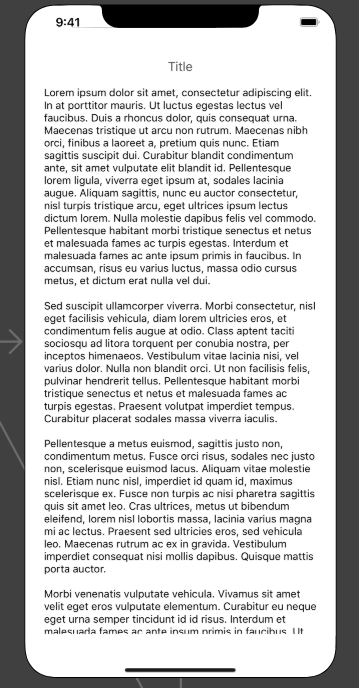 9:41
Title
Lorem ipsum dolor sit amet, consectetur adipiscing elit.
In at porttitor mauris. Ut luctus egestas lectus vel
faucibus. Duis a rhoncus dolor, quis consequat urna.
Maecenas tristique ut arcu non rutrum. Maecenas nibh
orci, finibus a laoreet a, pretium quis nunc. Etiam
sagittis suscipit dui. Curabitur blandit condimentum
ante, sit amet vulputate elit blandit id. Pellentesque
lorem ligula, viverra eget ipsum at, sodales lacinia
augue. Aliquam sagittis, nunc eu auctor consectetur,
nisl turpis tristique arcu, eget ultrices ipsum lectus
dictum lorem. Nulla molestie dapibus felis vel commodo.
Pellentesque habitant morbi tristique senectus et netus
et malesuada fames ac turpis egestas. Interdum et
malesuada fames ac ante ipsum primis in faucibus. In
accumsan, risus eu varius luctus, massa odio cursus
metus, et dictum erat nulla vel dui.
Sed suscipit ullamcorper viverra. Morbi consectetur, nisl
eget facilisis vehicula, diam lorem ultricies eros, et
condimentum felis augue at odio. Class aptent taciti
sociosqu ad litora torquent per conubia nostra, per
inceptos himenaeos. Vestibulum vitae lacinia nisi, vel
varius dolor. Nulla non blandit orci. Ut non facilisis felis,
pulvinar hendrerit tellus. Pellentesque habitant morbi
tristique senectus et netus et malesuada fames ac
turpis egestas. Praesent volutpat imperdiet tempus.
Curabitur placerat sodales massa viverra iaculis.
Pellentesque a metus euismod, sagittis justo non,
condimentum metus. Fusce orci risus, sodales nec justo
non, scelerisque euismod lacus. Aliquam vitae molestie
nisl. Etiam nunc nisl, imperdiet id quam id, maximus
scelerisque ex. Fusce non turpis ac nisi pharetra sagittis
quis sit amet leo. Cras ultrices, metus ut bibendum
eleifend, lorem nisl lobortis massa, lacinia varius magna
mi ac lectus. Praesent sed ultricies eros, sed vehicula
leo. Maecenas rutrum ac ex in gravida. Vestibulum
imperdiet consequat nisi mollis dapibus. Quisque mattis
porta auctor.
Morbi venenatis vulputate vehicula. Vivamus sit amet
velit eget eros vulputate elementum. Curabitur eu neque
eget urna semper tincidunt id id risus. Interdum et
malesuada fames ac ante ipsum primis in faucibus. Ut